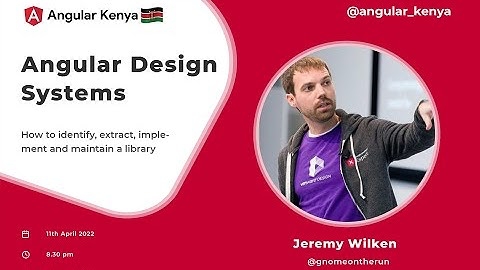 Angular Kenya
@angular_kenya
Angular Design
Systems
How to identify, extract, imple-
ment and maintain a library
11th April 2022
8.30 pm
Jeremy Wilken
@gnomeontherun